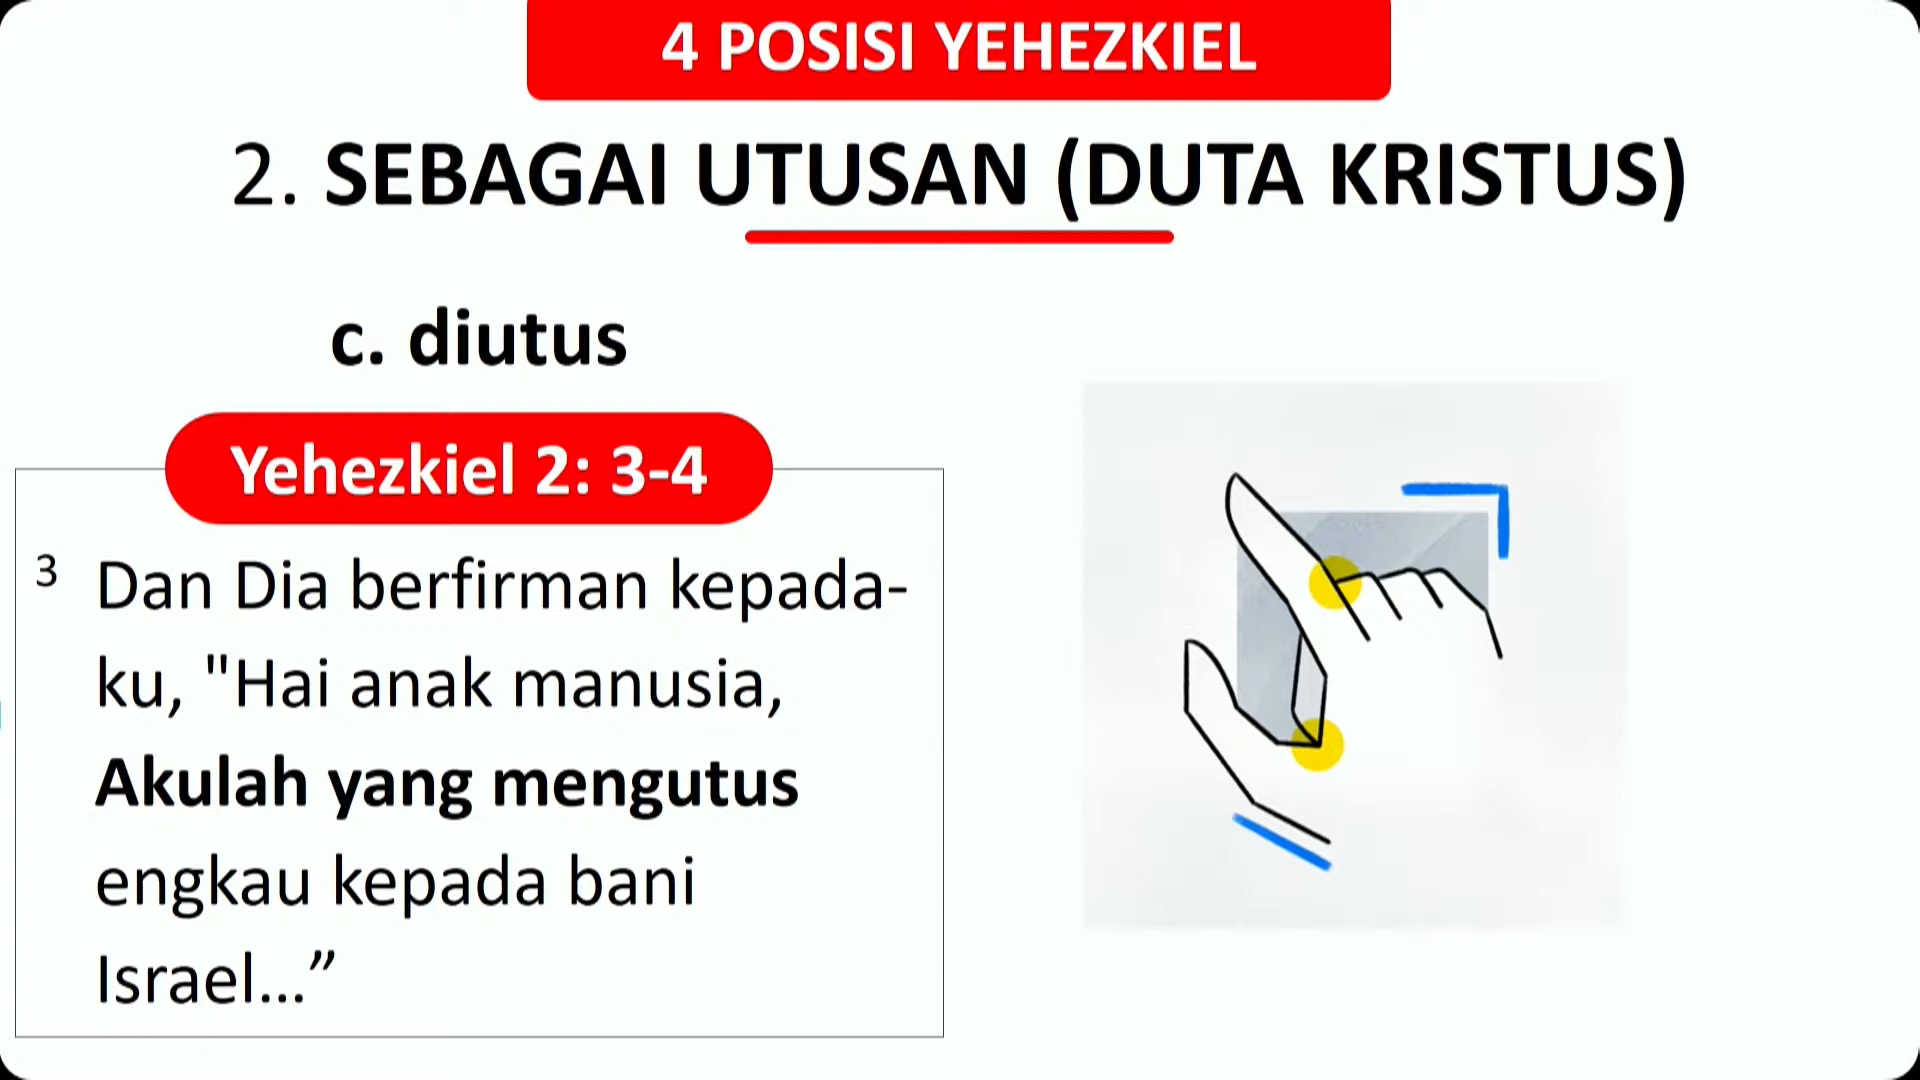 4 POSISI YEHEZKIEL
2. SEBAGAI UTUSAN (DUTA KRISTUS)
c. diutus
Yehezkiel 2: 3-4
3 Dan Dia berfirman kepada-
ku, "Hai anak manusia,
Akulah yang mengutus
engkau kepada bani
Israel...”